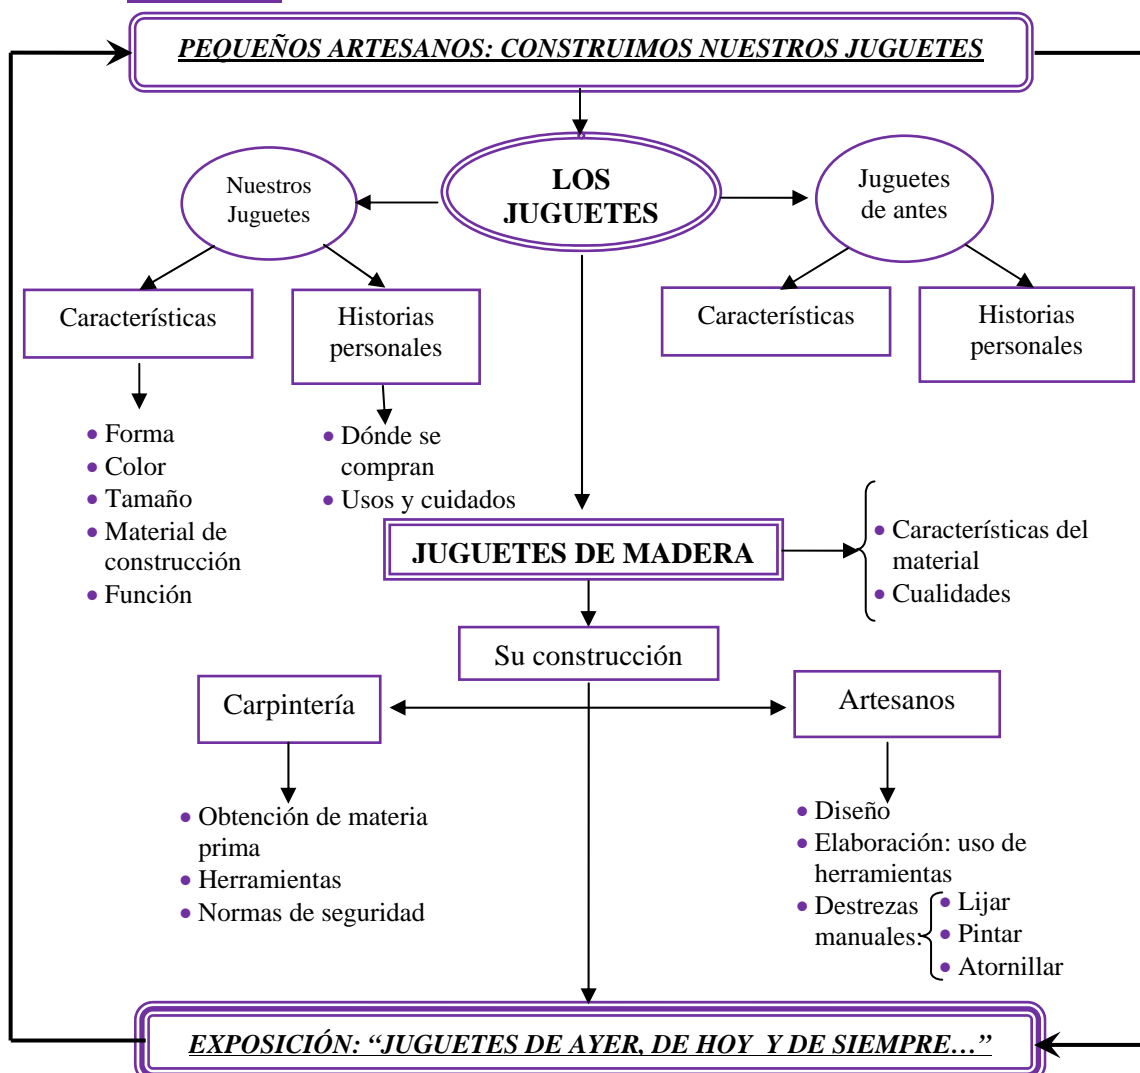 PEQUEÑOS ARTESANOS: CONSTRUIMOS NUESTROS JUGUETES
LOS
JUGUETES
Nuestros
Juguetes
Juguetes
de antes
Características
Historias
personales
Características
Historias
personales
• Forma
• Color
• Tamaño
• Material de
construcción
• Función
• Dónde se
compran
• Usos y cuidados
JUGUETES DE MADERA
• Características del
material
• Cualidades
Su construcción
Carpintería
Artesanos
• Obtención de materia
prima
• Herramientas
• Normas de seguridad
• Diseño
• Elaboración: uso de
herramientas
• Destrezas
manuales:
• Lijar
• Pintar
• Atornillar
EXPOSICIÓN: “JUGUETES DE AYER, DE HOY Y DE SIEMPRE…”